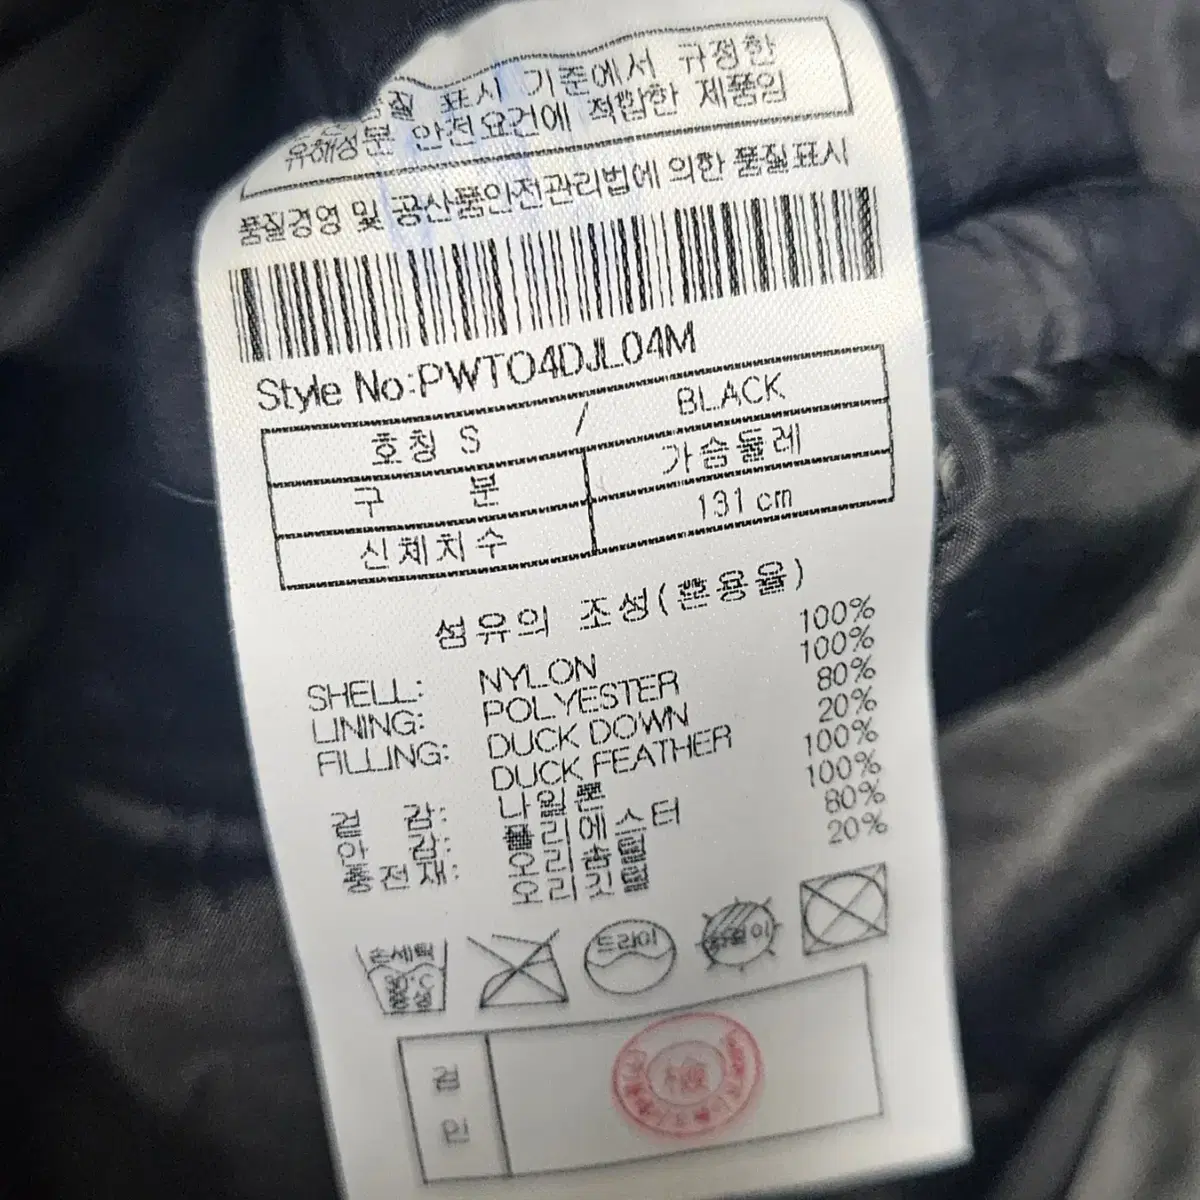 품질 표시 기준에서 규정한
유해성분 안전요건에 적합한 제품임
품질경영 및 공산품안전관리법에 의한 품질표시
Style No:PWTO4DJL04M
호칭 S / BLACK
구 분 가슴둘레
신체치수 131 cm
섬유의 조성(혼용율)
SHELL: NYLON 100%
LINING: POLYESTER 100%
FILLING: DUCK DOWN 80%
DUCK FEATHER 20%
겉 감: 나일론 100%
안 감: 폴리에스터 100%
충전재: 오리솜털 80%
오리깃털 20%
손세탁
드라이
검
인